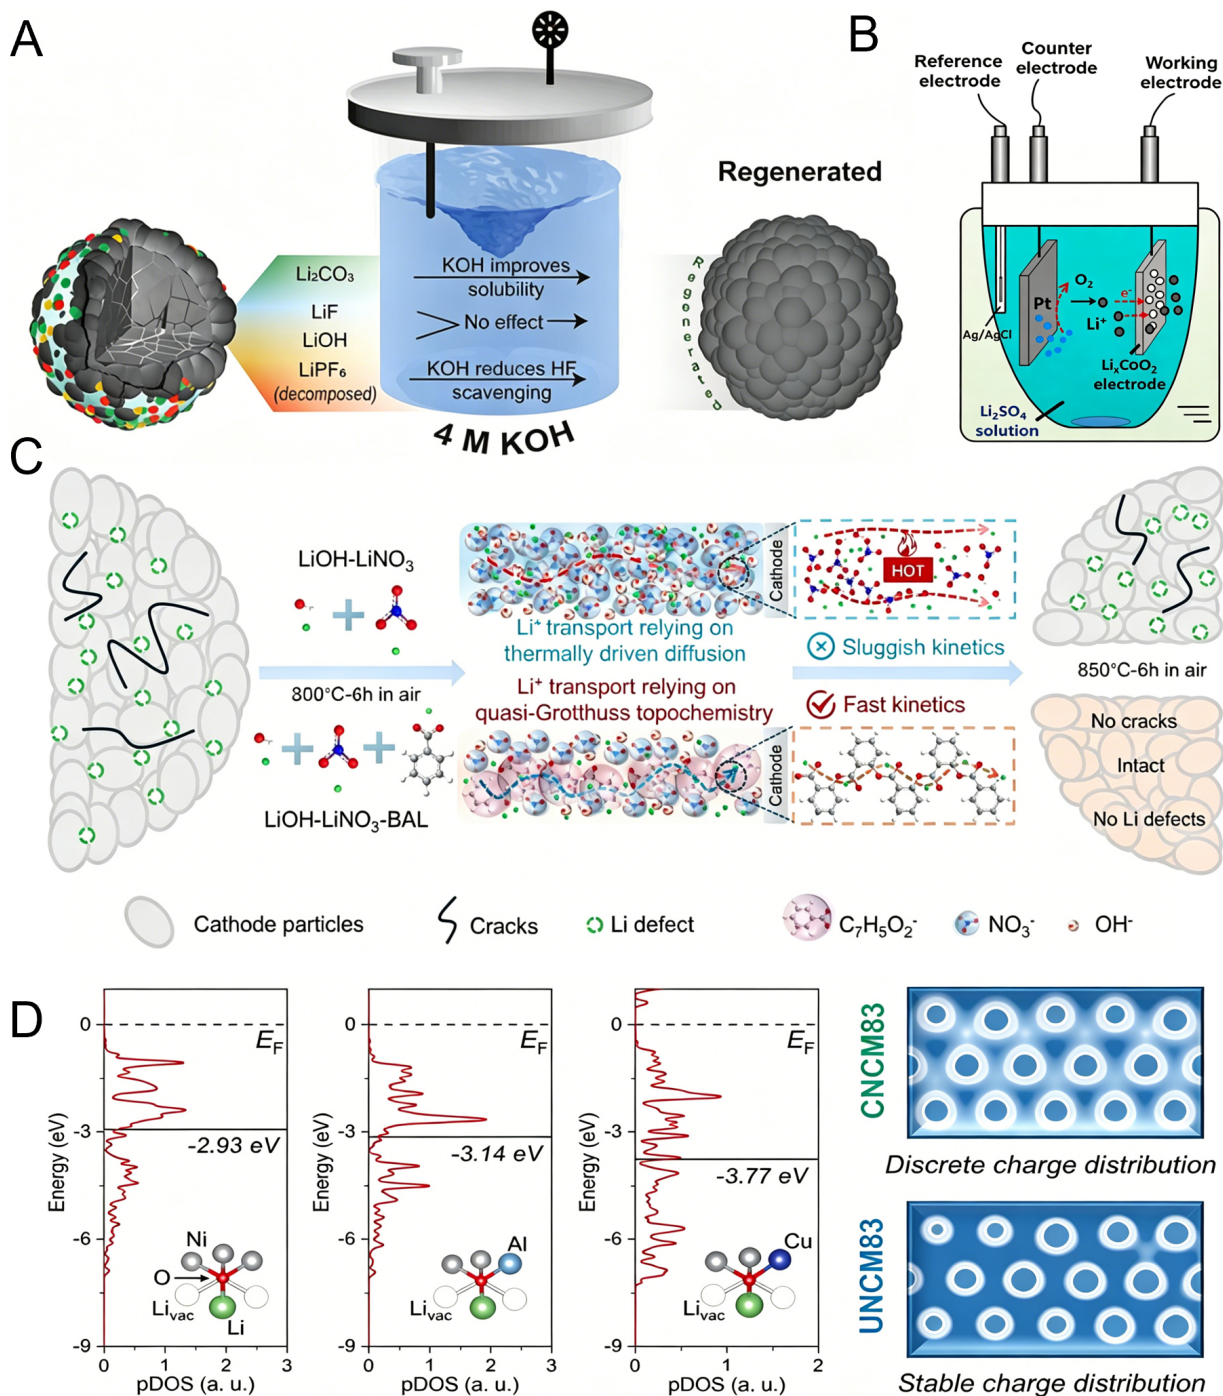 A
Regenerated
Li₂CO₃
LiF
LiOH
LiPF₆
(decomposed)
KOH improves
solubility
No effect
KOH reduces HF
scavenging
4 M KOH
Regenerated
B
Reference
electrode
Counter
electrode
Working
electrode
Pt
O₂
e⁻
Li⁺
Ag/AgCl
LiₓCoO₂
electrode
Li₂SO₄
solution
C
LiOH-LiNO₃
800°C-6h in air
LiOH-LiNO₃-BAL
Cathode
HOT
Li⁺ transport relying on
thermally driven diffusion
Sluggish kinetics
Li⁺ transport relying on
quasi-Grotthuss topochemistry
Fast kinetics
Cathode
850°C-6h in air
No cracks
Intact
No Li defects
Cathode particles
Cracks
Li defect
C₇H₅O₂⁻
NO₃⁻
OH⁻
D
0
-3
-6
-9
Energy (eV)
E_F
-2.93 eV
Ni
O
Li_vac
Li
0 1 2 3
pDOS (a. u.)
0
-3
-6
-9
Energy (eV)
E_F
-3.14 eV
Al
Li_vac
0 1 2 3
pDOS (a. u.)
0
-3
-6
-9
Energy (eV)
E_F
-3.77 eV
Cu
Li_vac
0 1 2
pDOS (a. u.)
CNCM83
Discrete charge distribution
UNCM83
Stable charge distribution